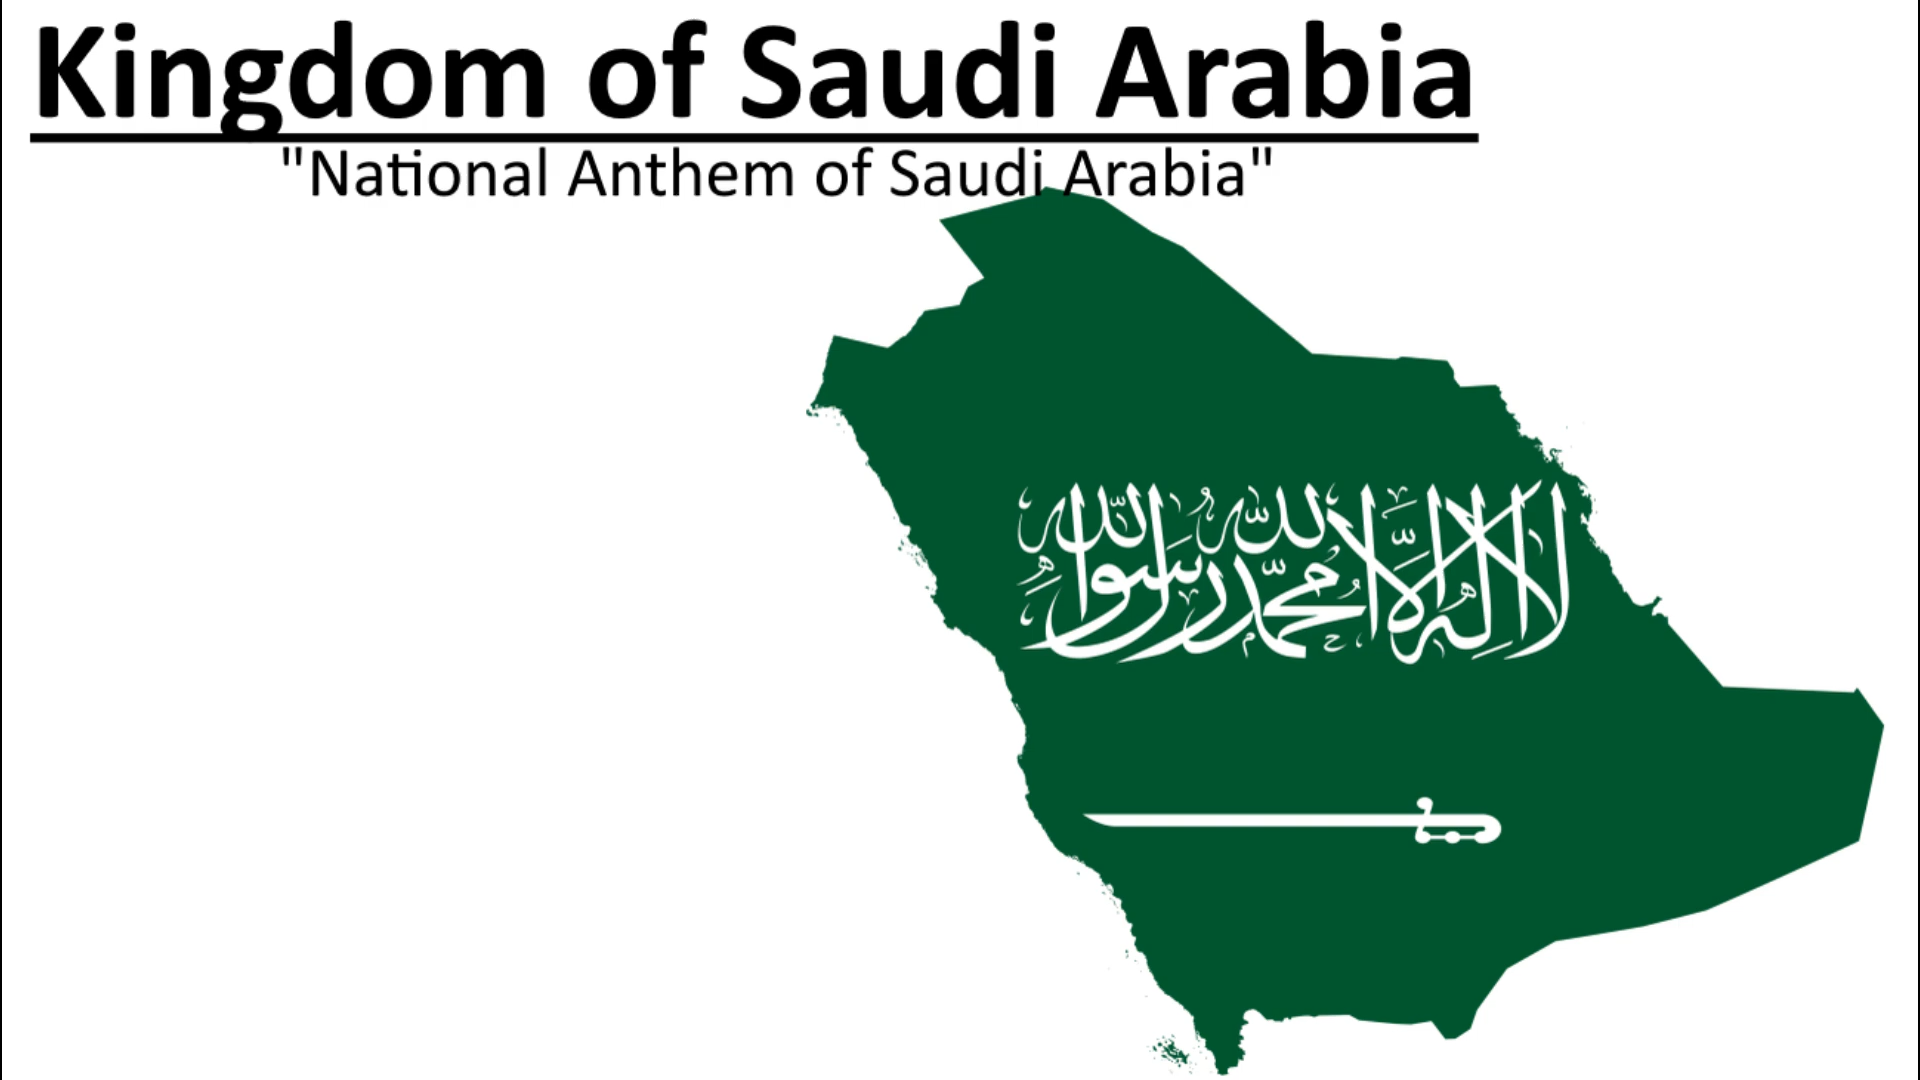 Kingdom of Saudi Arabia
"National Anthem of Saudi Arabia"
لا إله إلا الله محمد رسول الله